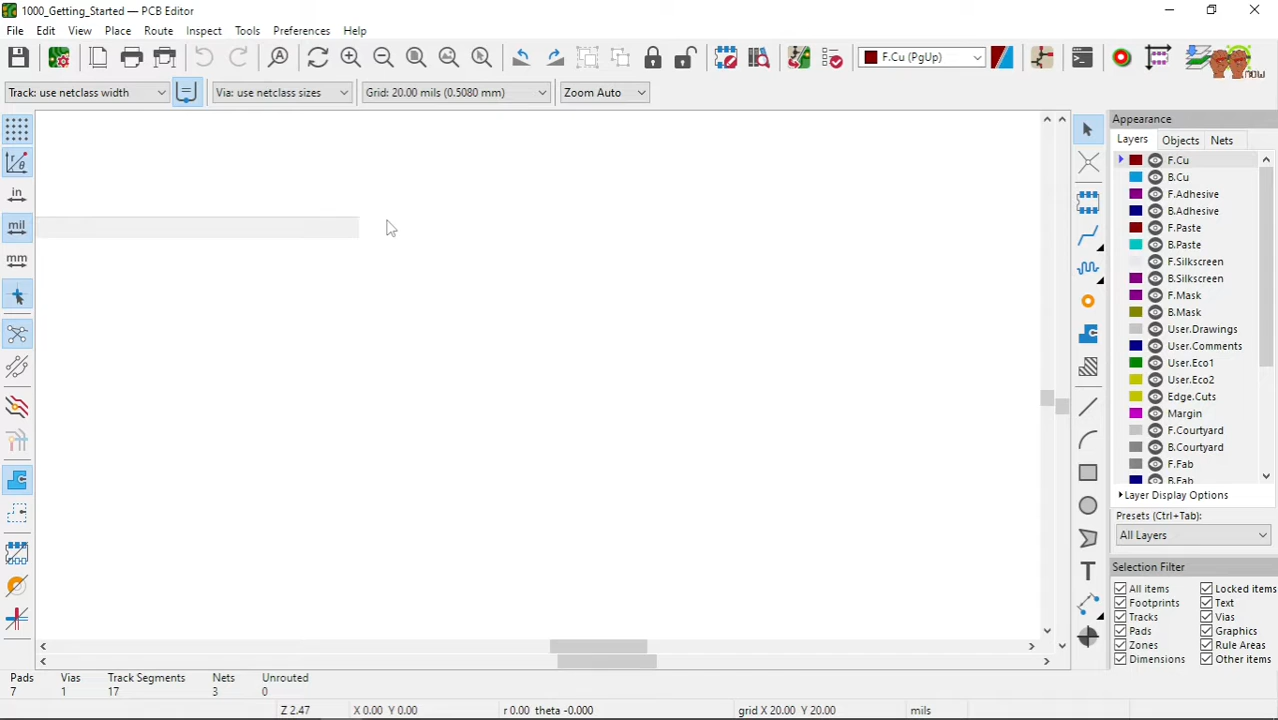 1000_Getting_Started — PCB Editor
File Edit View Place Route Inspect Tools Preferences Help
F.Cu (PgUp)
now
Track: use netclass width
Via: use netclass sizes
Grid: 20.00 mils (0.5080 mm)
Zoom Auto
in
mil
mm
Appearance
Layers Objects Nets
F.Cu
B.Cu
F.Adhesive
B.Adhesive
F.Paste
B.Paste
F.Silkscreen
B.Silkscreen
F.Mask
B.Mask
User.Drawings
User.Comments
User.Eco1
User.Eco2
Edge.Cuts
Margin
F.Courtyard
B.Courtyard
F.Fab
B.Fab
Layer Display Options
Presets (Ctrl+Tab):
All Layers
Selection Filter
All items Locked items
Footprints Text
Tracks Vias
Pads Graphics
Zones Rule Areas
Dimensions Other items
Pads Vias Track Segments Nets Unrouted
7 1 17 3 0
Z 2.47 X 0.00 Y 0.00 r 0.00 theta -0.000 grid X 20.00 Y 20.00 mils